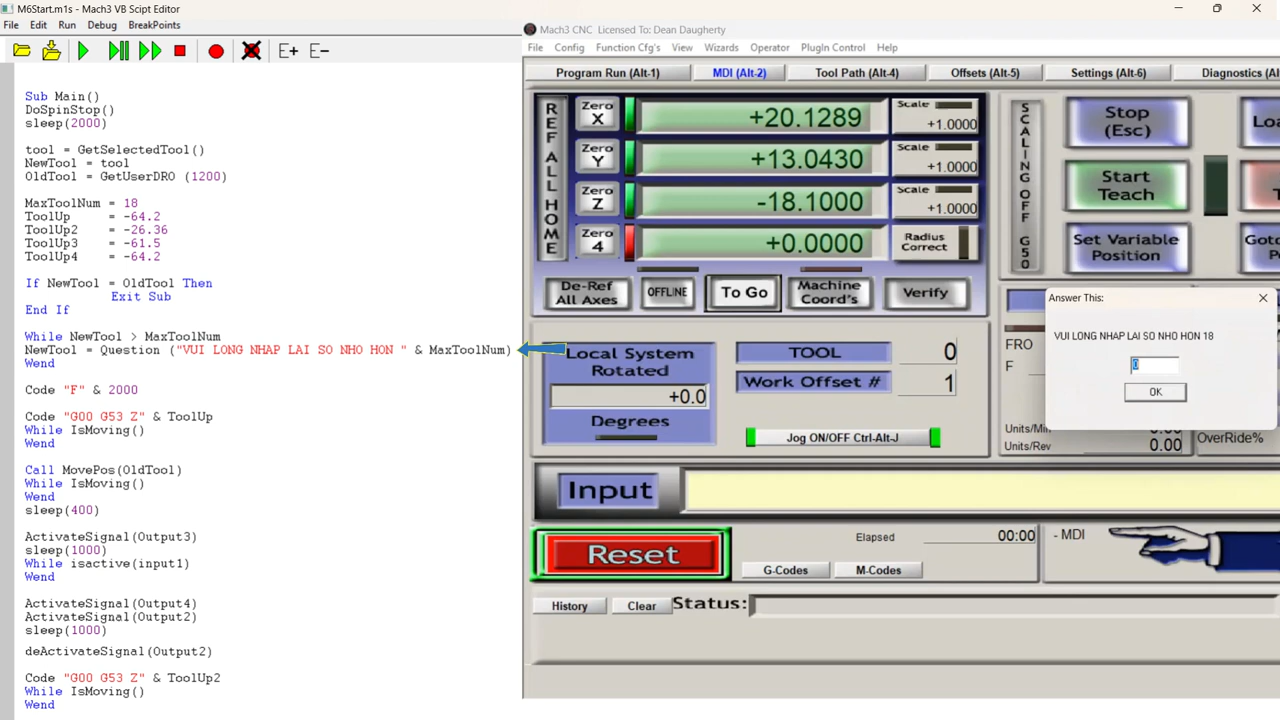 M6Start.m1s - Mach3 VB Scipt Editor
File Edit Run Debug BreakPoints
E+ E−
Sub Main()
DoSpinStop()
sleep(2000)
tool = GetSelectedTool()
NewTool = tool
OldTool = GetUserDRO (1200)
MaxToolNum = 18
ToolUp = -64.2
ToolUp2 = -26.36
ToolUp3 = -61.5
ToolUp4 = -64.2
If NewTool = OldTool Then
Exit Sub
End If
While NewTool > MaxToolNum
NewTool = Question ("VUI LONG NHAP LAI SO NHO HON " & MaxToolNum)
Wend
Code "F" & 2000
Code "G00 G53 Z" & ToolUp
While IsMoving()
Wend
Call MovePos(OldTool)
While IsMoving()
Wend
sleep(400)
ActivateSignal(Output3)
sleep(1000)
While isactive(input1)
Wend
ActivateSignal(Output4)
ActivateSignal(Output2)
sleep(1000)
deActivateSignal(Output2)
Code "G00 G53 Z" & ToolUp2
While IsMoving()
Wend
Mach3 CNC Licensed To: Dean Daugherty
File Config Function Cfg's View Wizards Operator PlugIn Control Help
Program Run (Alt-1) MDI (Alt-2) Tool Path (Alt-4) Offsets (Alt-5) Settings (Alt-6) Diagnostics (Al
REF ALL HOME
Zero X +20.1289 Scale +1.0000
Zero Y +13.0430 Scale +1.0000
Zero Z -18.1000 Scale +1.0000
Zero 4 +0.0000 Radius Correct
De-Ref All Axes OFFLINE To Go Machine Coord's Verify
SCALING OFF G50
Stop (Esc) Loa
Start Teach
Set Variable Position Goto
Local System Rotated
+0.0
Degrees
TOOL 0
Work Offset # 1
Jog ON/OFF Ctrl-Alt-J
Answer This:
VUI LONG NHAP LAI SO NHO HON 18
0
OK
FRO
F
Units/Min 0.00
Units/Rev 0.00
OverRide%
Input
Reset
Elapsed 00:00
G-Codes M-Codes
- MDI
History Clear Status: